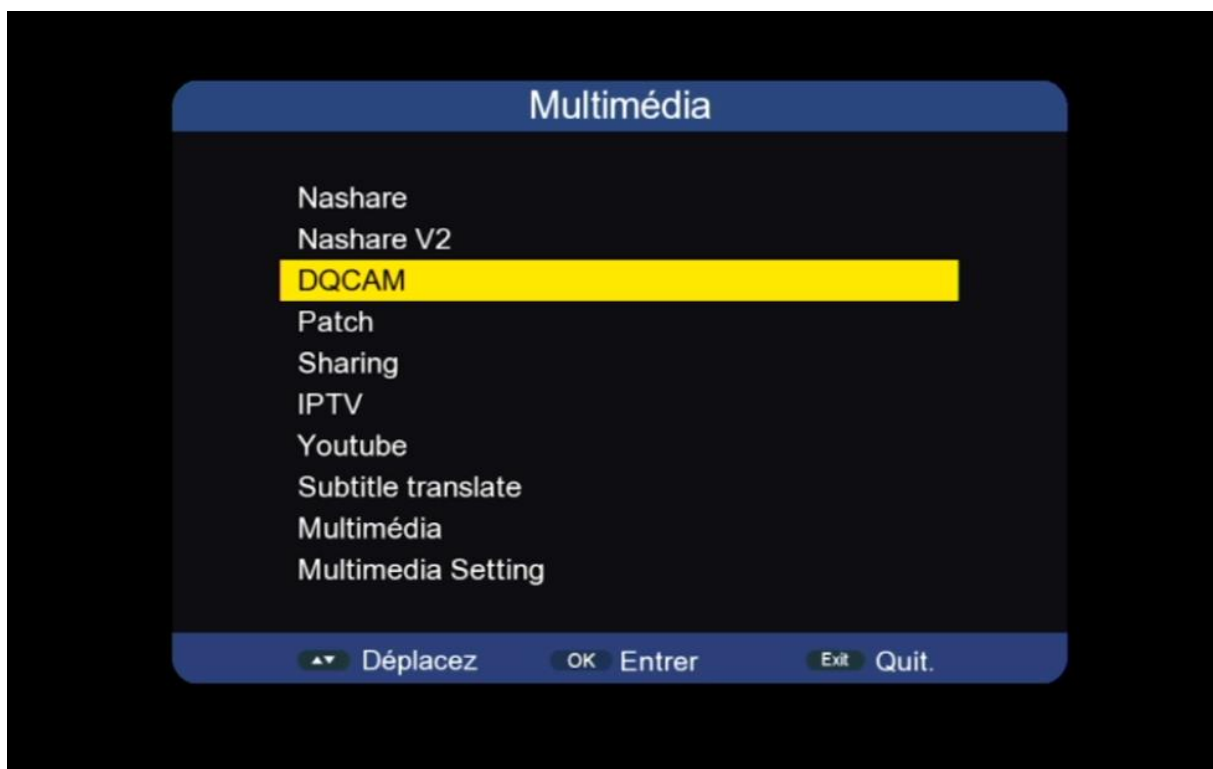 Multimédia
Nashare
Nashare V2
DQCAM
Patch
Sharing
IPTV
Youtube
Subtitle translate
Multimédia
Multimedia Setting
Déplacez OK Entrer Exit Quit.